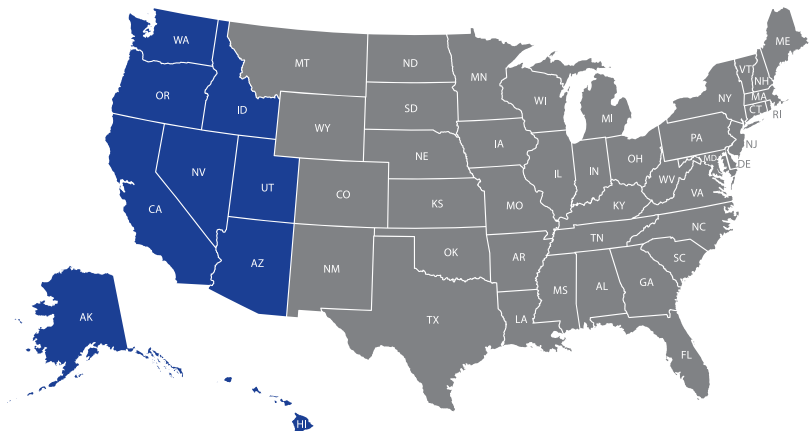 WA
MT
ND
MN
ME
VT
NH
OR
ID
SD
WI
MI
NY
MA
CT
RI
WY
IA
PA
NJ
NV
UT
CO
NE
IL
IN
OH
MD
DE
CA
KS
MO
WV
VA
KY
AZ
NM
OK
AR
TN
NC
SC
MS
AL
GA
AK
TX
LA
FL
HI